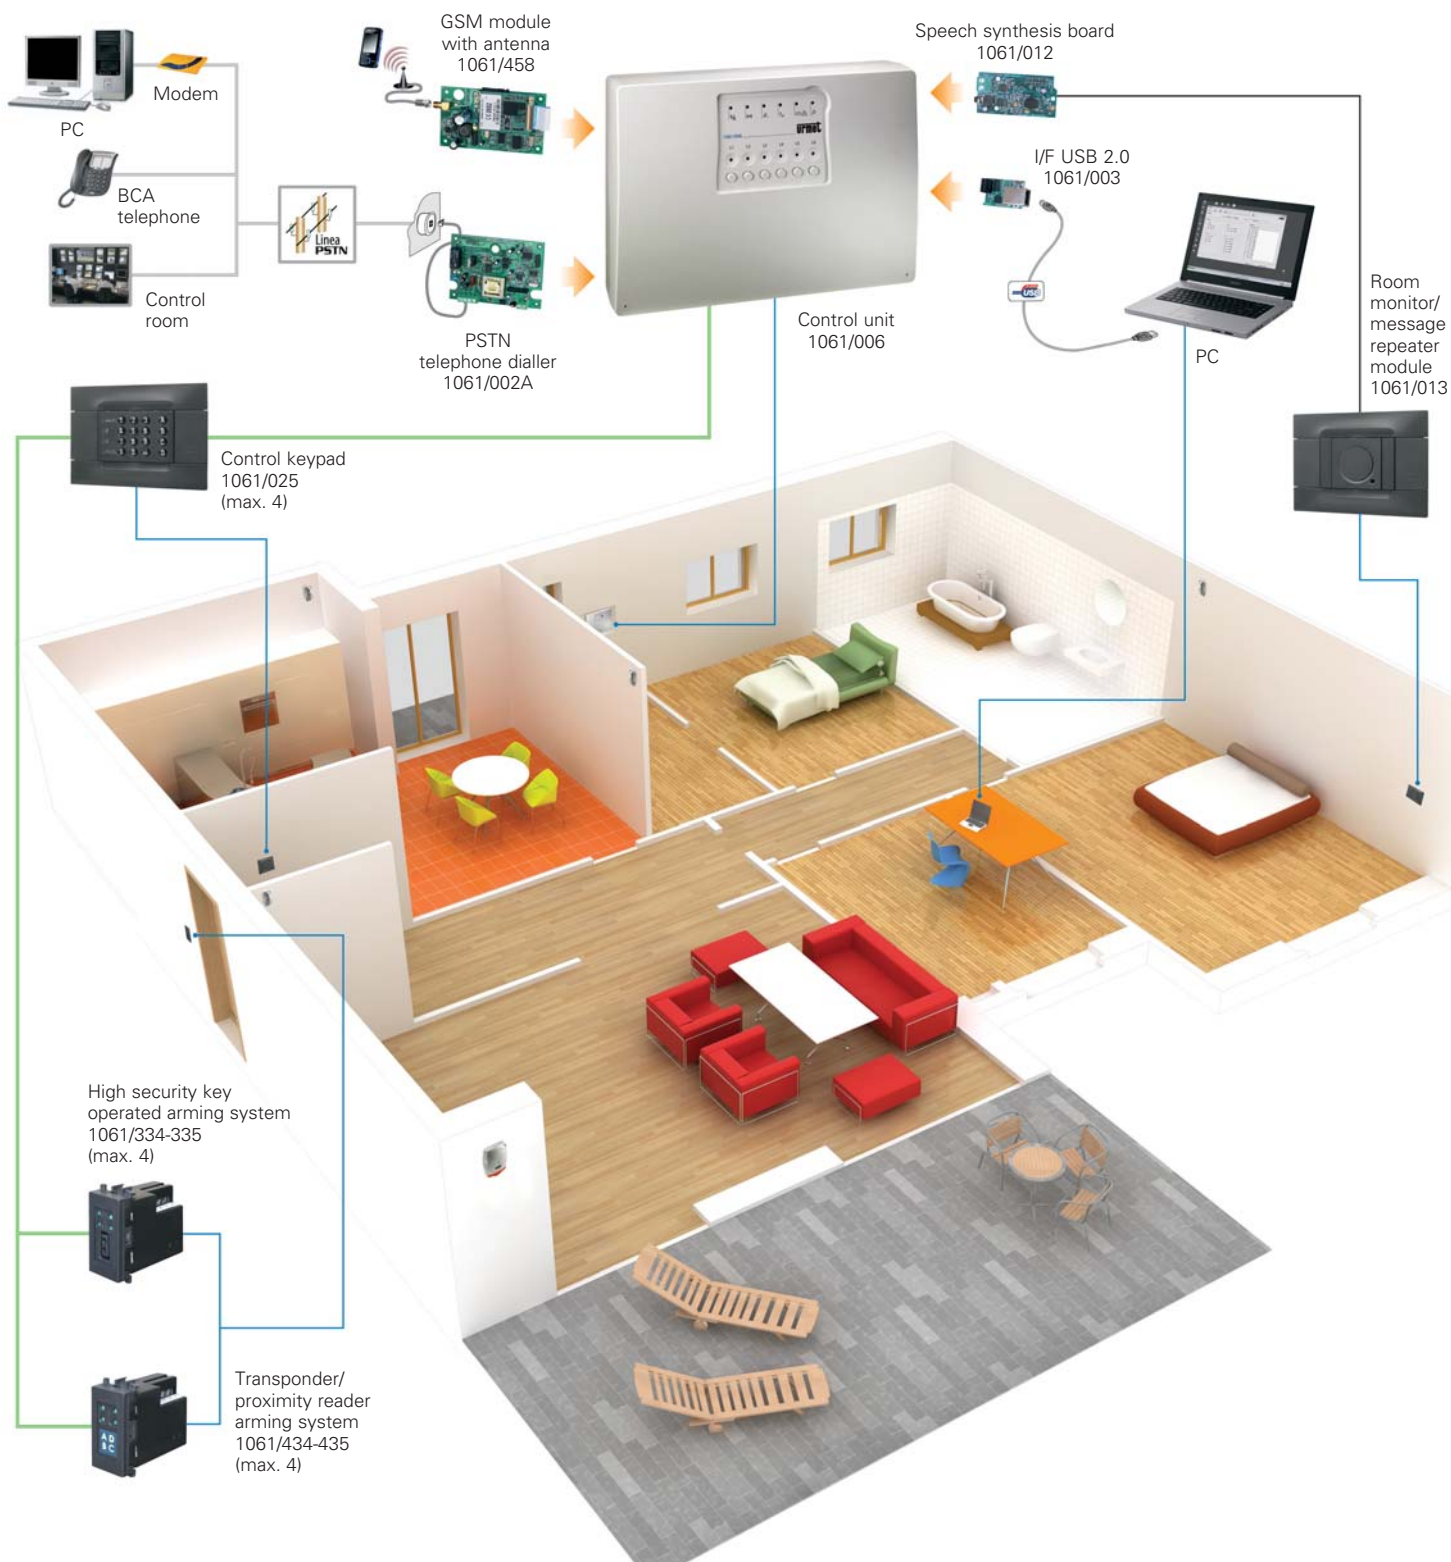 GSM module
with antenna
1061/458
Speech synthesis board
1061/012
Modem
PC
I/F USB 2.0
1061/003
urmet
BCA
telephone
Linea
PSTN
Control
room
PSTN
telephone dialler
1061/002A
Control unit
1061/006
USB
PC
Room
monitor/
message
repeater
module
1061/013
Control keypad
1061/025
(max. 4)
High security key
operated arming system
1061/334-335
(max. 4)
Transponder/
proximity reader
arming system
1061/434-435
(max. 4)
A D
B C